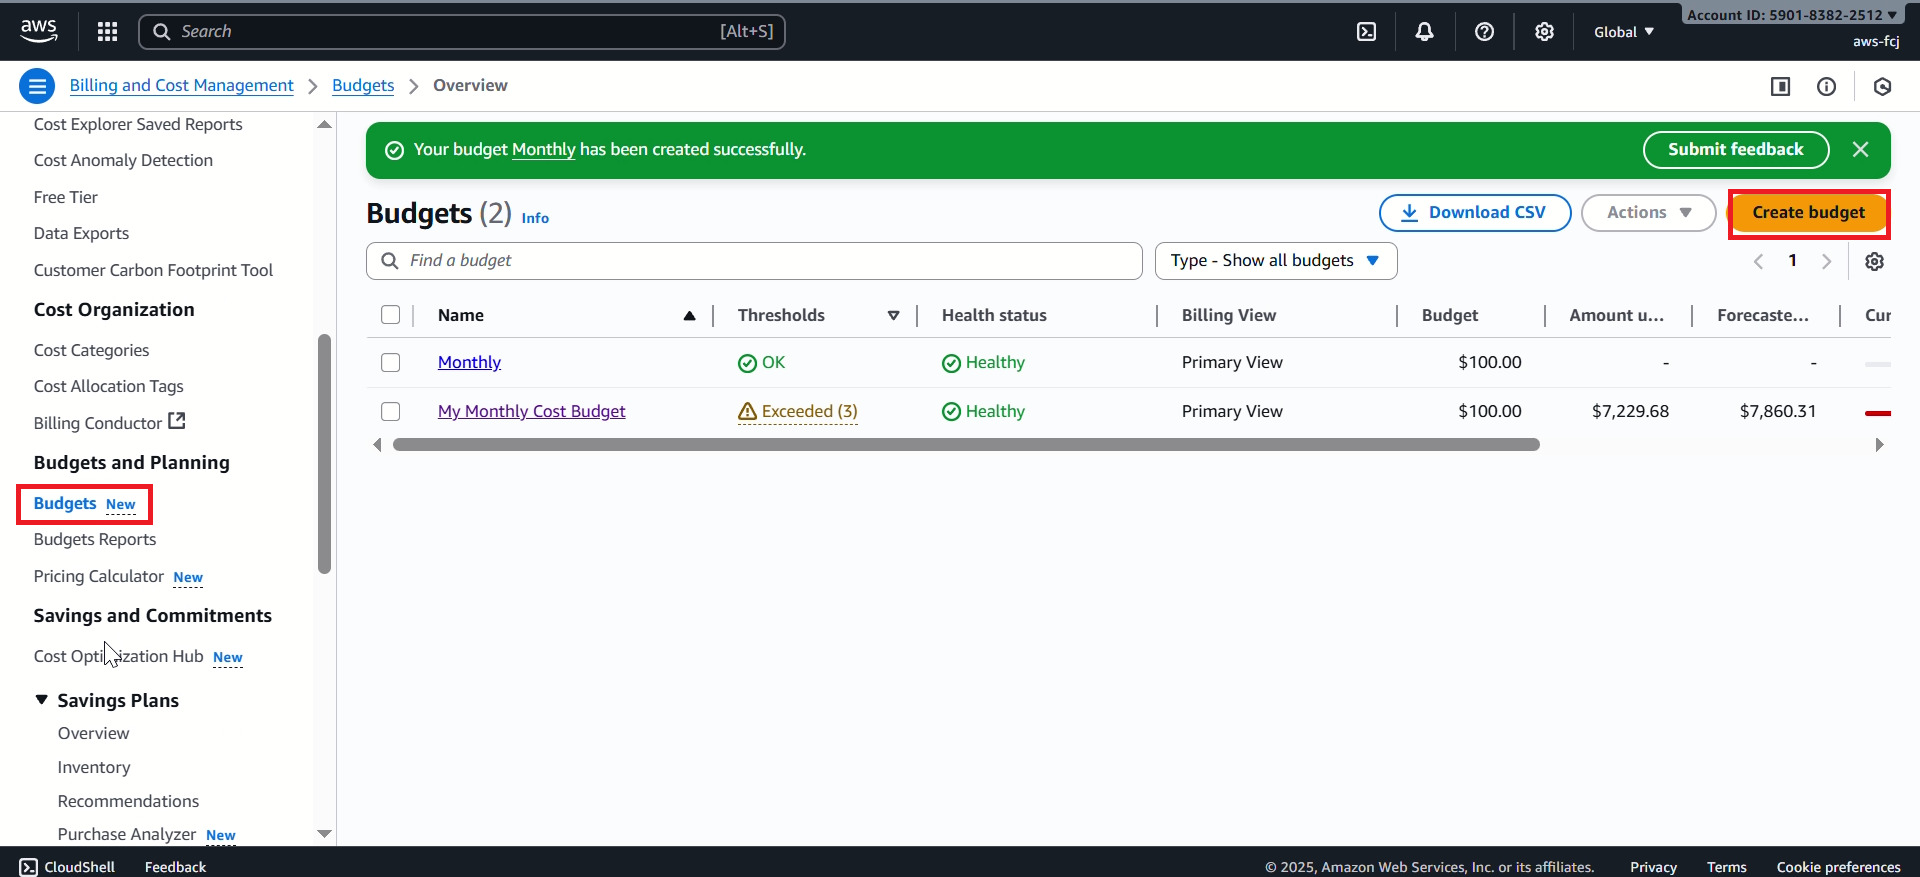 aws
Search
[Alt+S]
Global
Account ID: 5901-8382-2512
aws-fcj
Billing and Cost Management
Budgets
Overview
Cost Explorer Saved Reports
Cost Anomaly Detection
Free Tier
Data Exports
Customer Carbon Footprint Tool
Cost Organization
Cost Categories
Cost Allocation Tags
Billing Conductor
Budgets and Planning
Budgets New
Budgets Reports
Pricing Calculator New
Savings and Commitments
Cost Optimization Hub New
Savings Plans
Overview
Inventory
Recommendations
Purchase Analyzer New
Your budget Monthly has been created successfully.
Submit feedback
Budgets (2) Info
Download CSV
Actions
Create budget
Find a budget
Type - Show all budgets
1
Name Thresholds Health status Billing View Budget Amount u... Forecaste... Cur
Monthly OK Healthy Primary View $100.00 - -
My Monthly Cost Budget Exceeded (3) Healthy Primary View $100.00 $7,229.68 $7,860.31
CloudShell
Feedback
© 2025, Amazon Web Services, Inc. or its affiliates.
Privacy
Terms
Cookie preferences